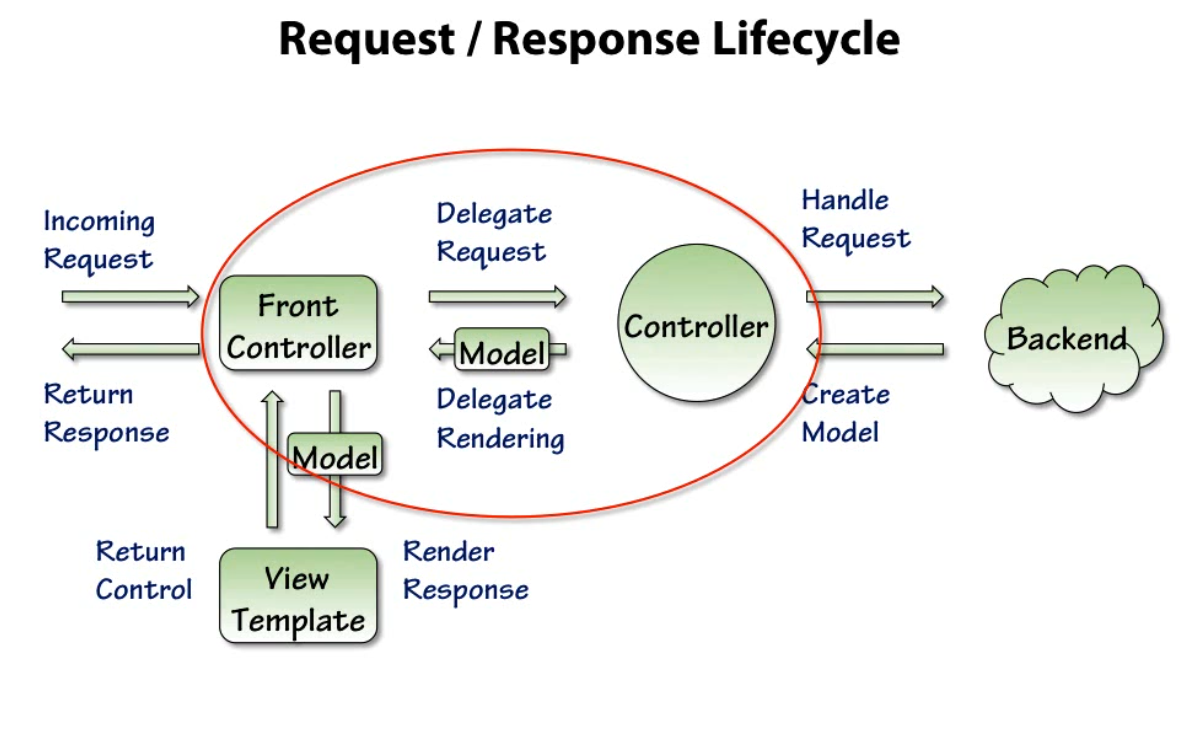 Request / Response Lifecycle
Incoming
Request
Delegate
Request
Handle
Request
Front
Controller
Controller
Backend
Model
Return
Response
Delegate
Rendering
Create
Model
Model
Return
Control
Render
Response
View
Template